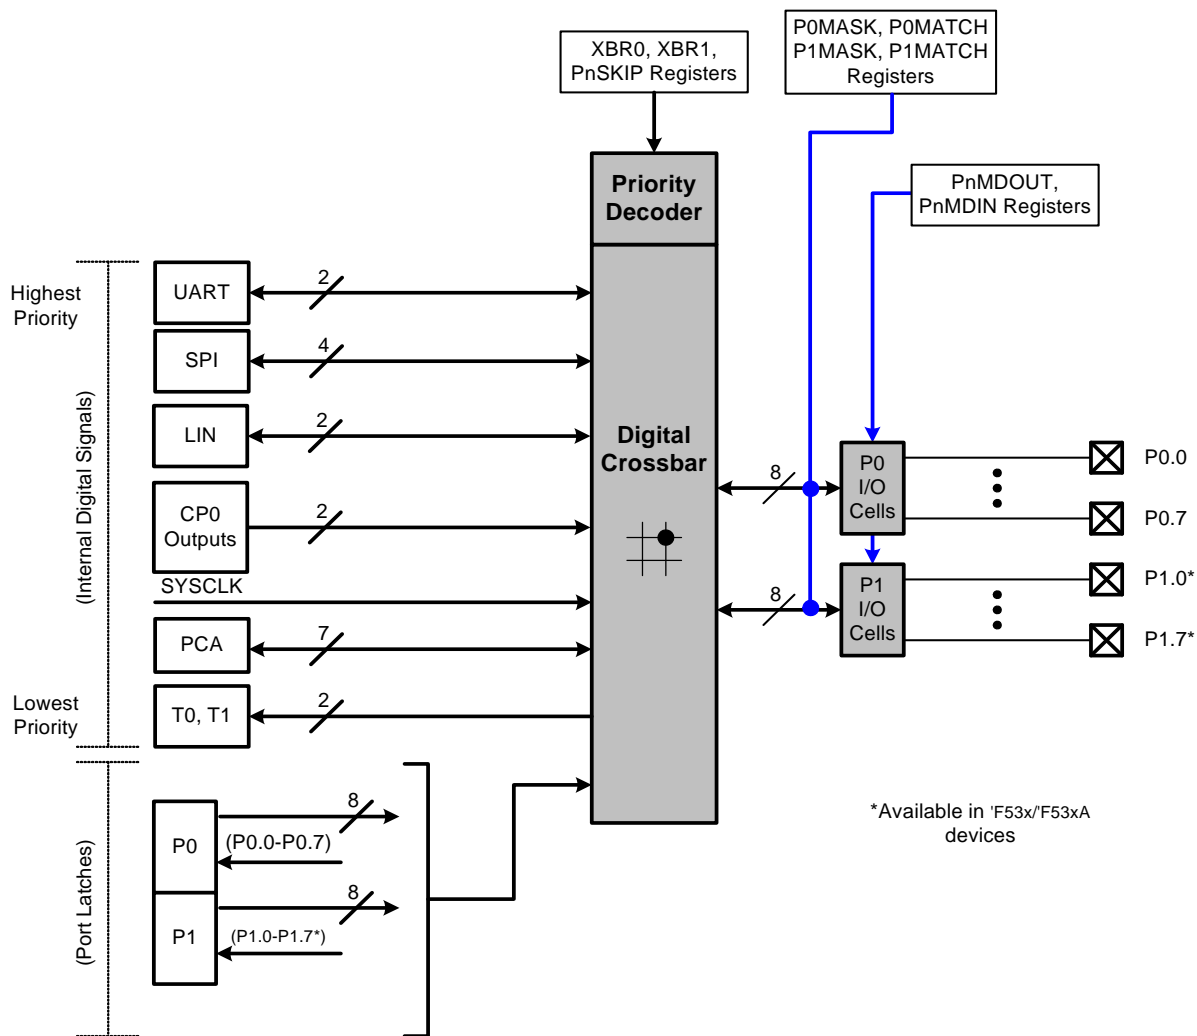 XBR0, XBR1,
PnSKIP Registers
P0MASK, P0MATCH
P1MASK, P1MATCH
Registers
Priority
Decoder
PnMDOUT,
PnMDIN Registers
Highest
Priority
(Internal Digital Signals)
UART
2
SPI
4
LIN
2
CP0
Outputs
2
SYSCLK
PCA
7
Lowest
Priority
T0, T1
2
Digital
Crossbar
8
P0
I/O
Cells
P0.0
P0.7
8
P1
I/O
Cells
P1.0*
P1.7*
(Port Latches)
P0
8
(P0.0-P0.7)
P1
8
(P1.0-P1.7*)
*Available in 'F53x/'F53xA
devices